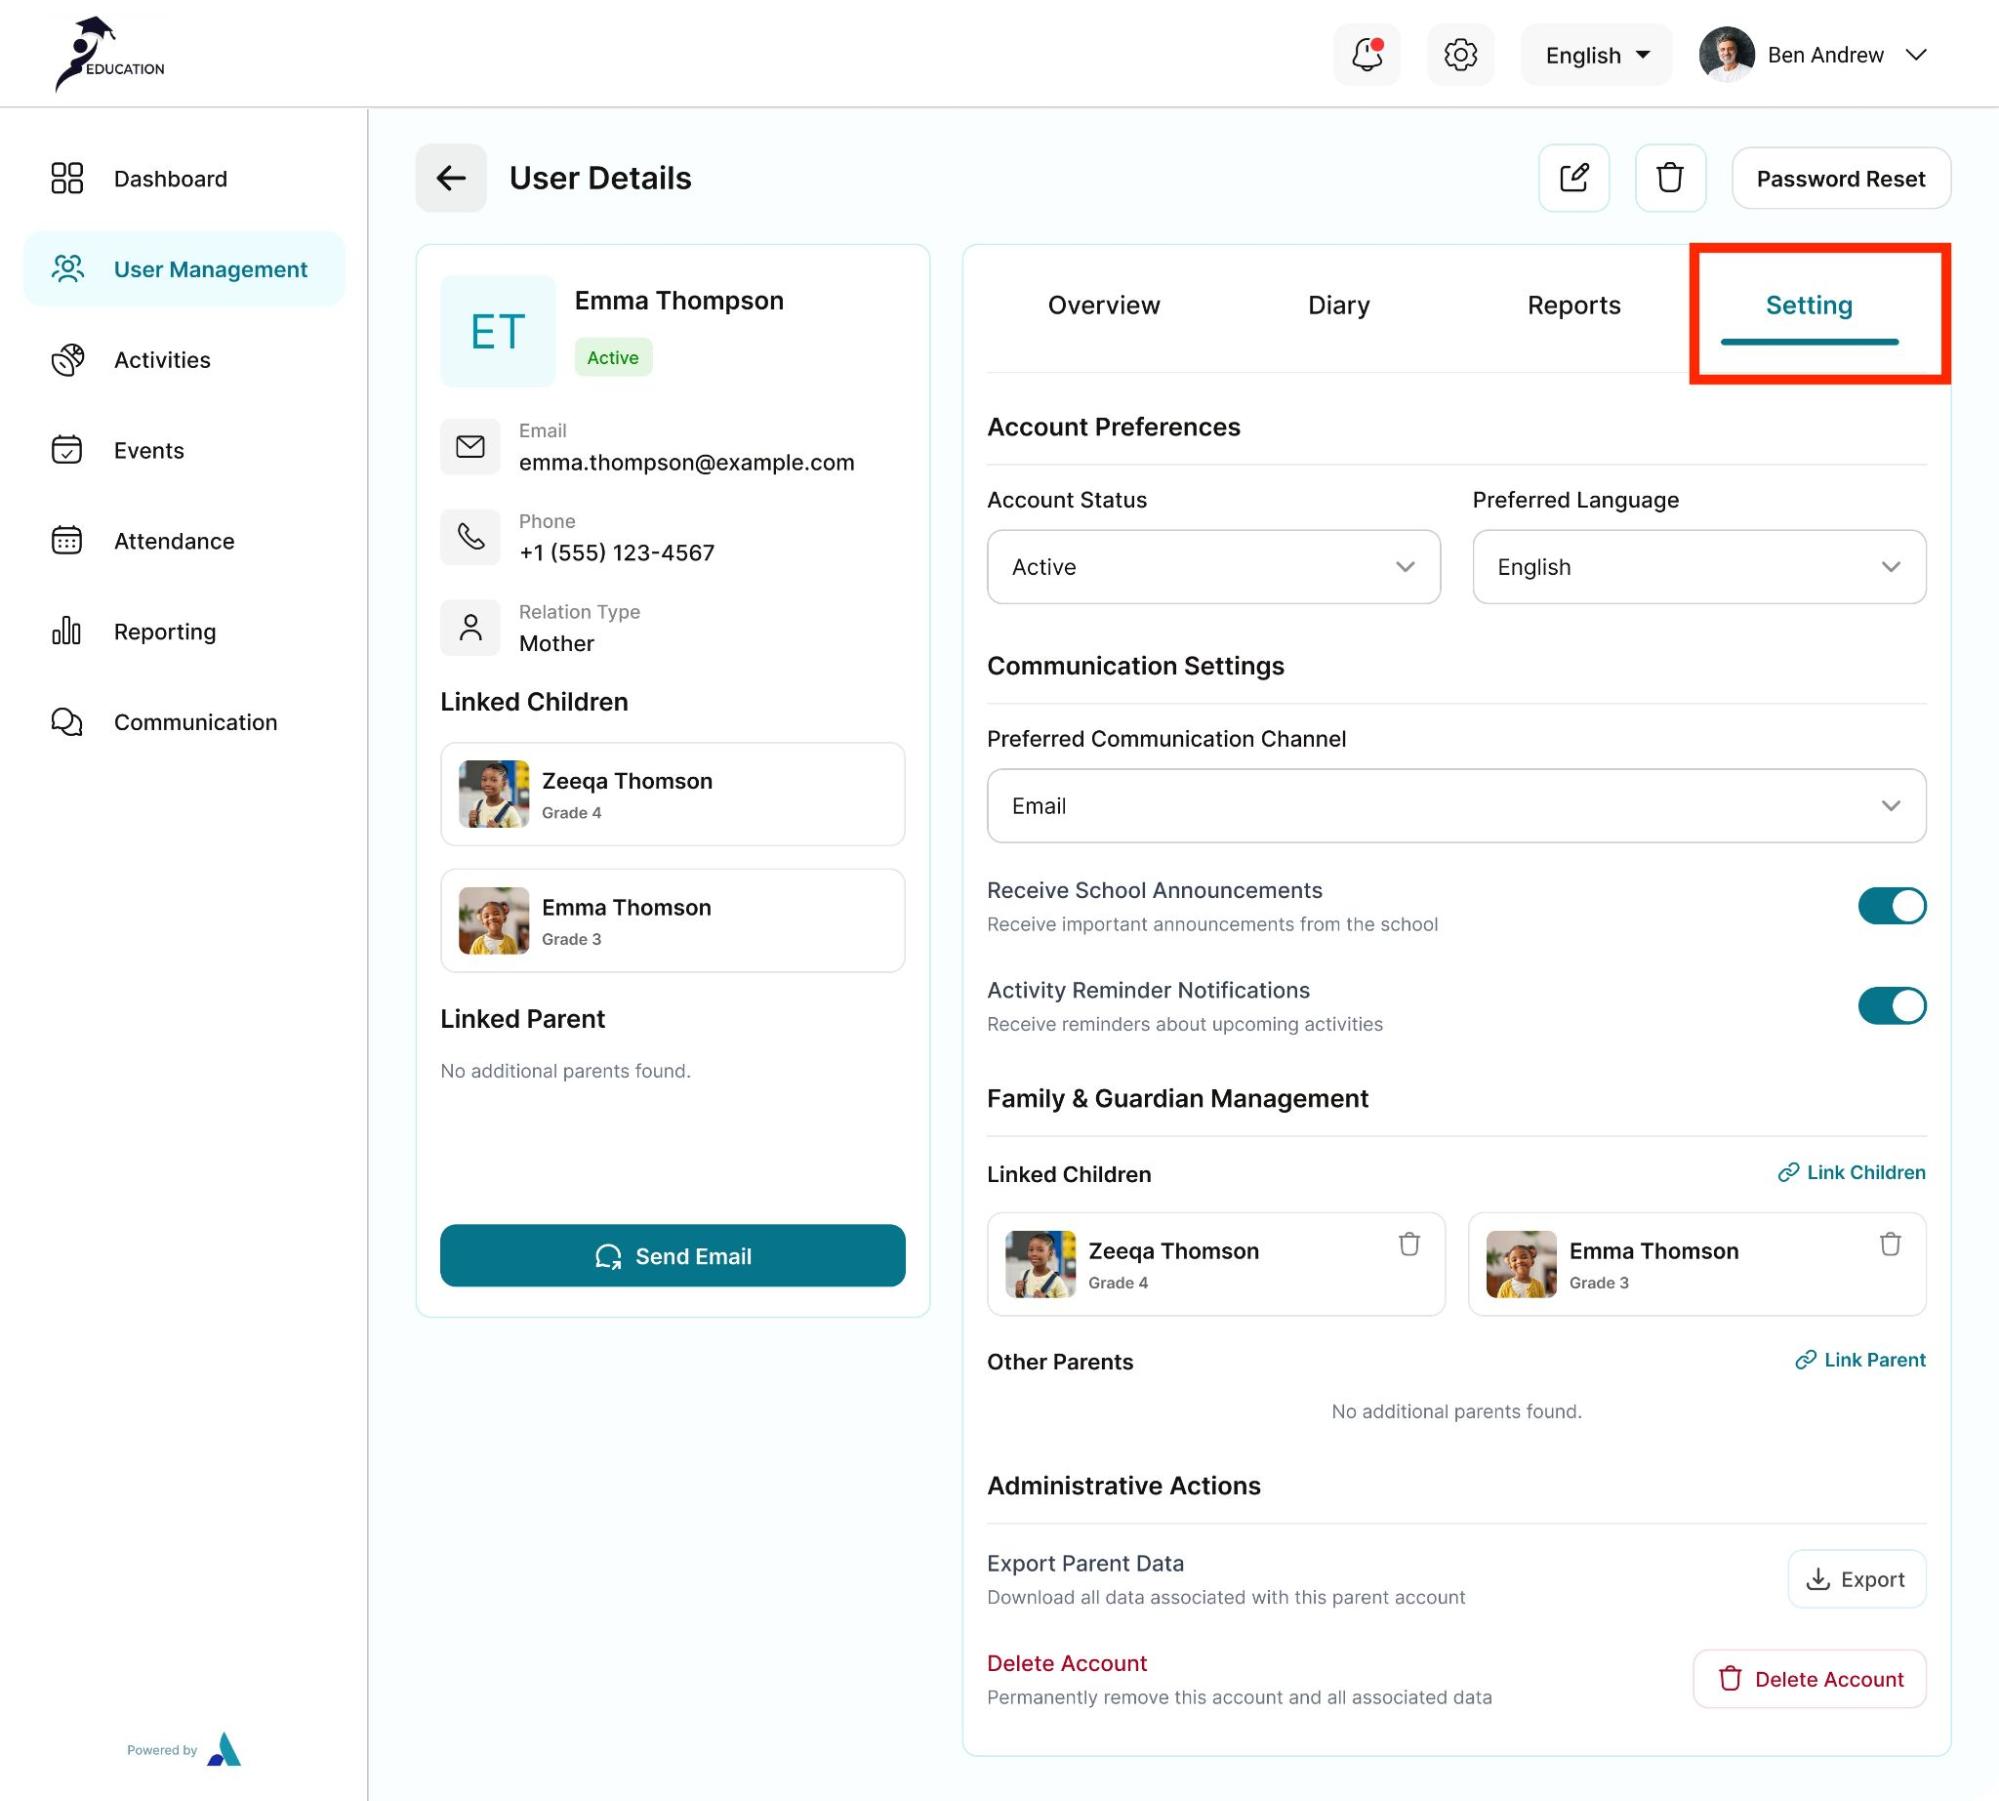 EDUCATION
English
Ben Andrew
Dashboard
User Management
Activities
Events
Attendance
Reporting
Communication
Powered by
User Details
Password Reset
ET
Emma Thompson
Active
Email
emma.thompson@example.com
Phone
+1 (555) 123-4567
Relation Type
Mother
Linked Children
Zeeqa Thomson
Grade 4
Emma Thomson
Grade 3
Linked Parent
No additional parents found.
Send Email
Overview
Diary
Reports
Setting
Account Preferences
Account Status
Preferred Language
Active
English
Communication Settings
Preferred Communication Channel
Email
Receive School Announcements
Receive important announcements from the school
Activity Reminder Notifications
Receive reminders about upcoming activities
Family & Guardian Management
Linked Children
Link Children
Zeeqa Thomson
Grade 4
Emma Thomson
Grade 3
Other Parents
Link Parent
No additional parents found.
Administrative Actions
Export Parent Data
Download all data associated with this parent account
Export
Delete Account
Permanently remove this account and all associated data
Delete Account